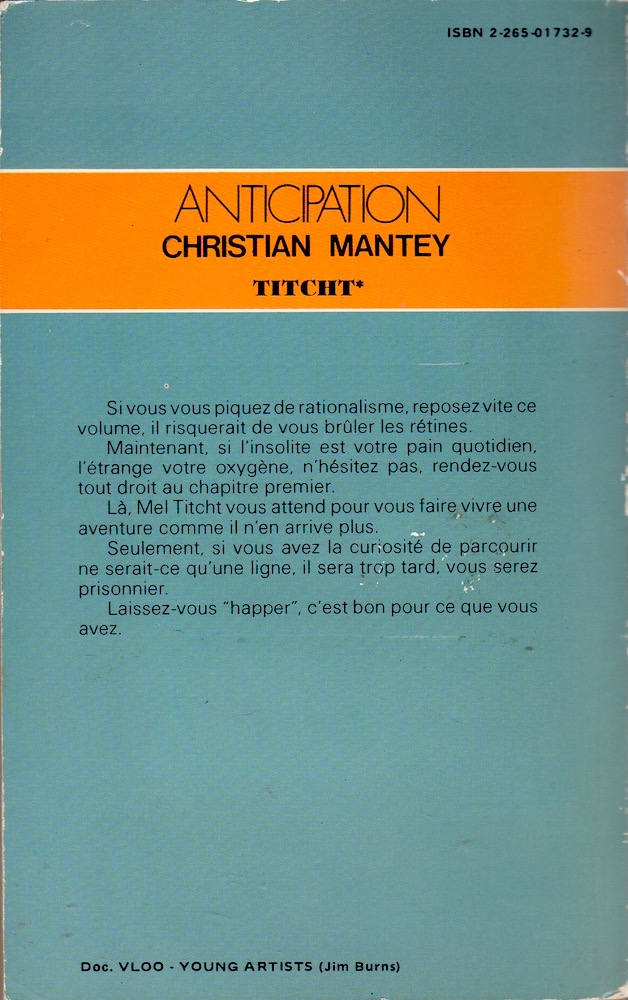 ISBN 2-265-01732-9
ANTICIPATION
CHRISTIAN MANTEY
TITCHT*
Si vous vous piquez de rationalisme, reposez vite ce
volume, il risquerait de vous brûler les rétines.
Maintenant, si l'insolite est votre pain quotidien,
l'étrange votre oxygène, n'hésitez pas, rendez-vous
tout droit au chapitre premier.
Là, Mel Titcht vous attend pour vous faire vivre une
aventure comme il n'en arrive plus.
Seulement, si vous avez la curiosité de parcourir
ne serait-ce qu'une ligne, il sera trop tard, vous serez
prisonnier.
Laissez-vous "happer", c'est bon pour ce que vous
avez.
Doc. VLOO - YOUNG ARTISTS (Jim Burns)